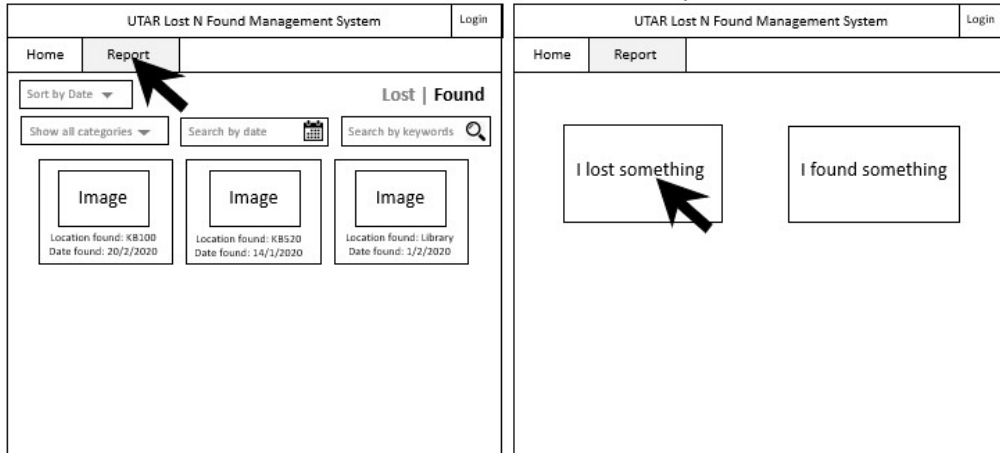 UTAR Lost N Found Management System Login
Home Report
Sort by Date Lost | Found
Show all categories Search by date Search by keywords
Image Image Image
Location found: KB100 Location found: KB520 Location found: Library
Date found: 20/2/2020 Date found: 14/1/2020 Date found: 1/2/2020
UTAR Lost N Found Management System Login
Home Report
I lost something I found something